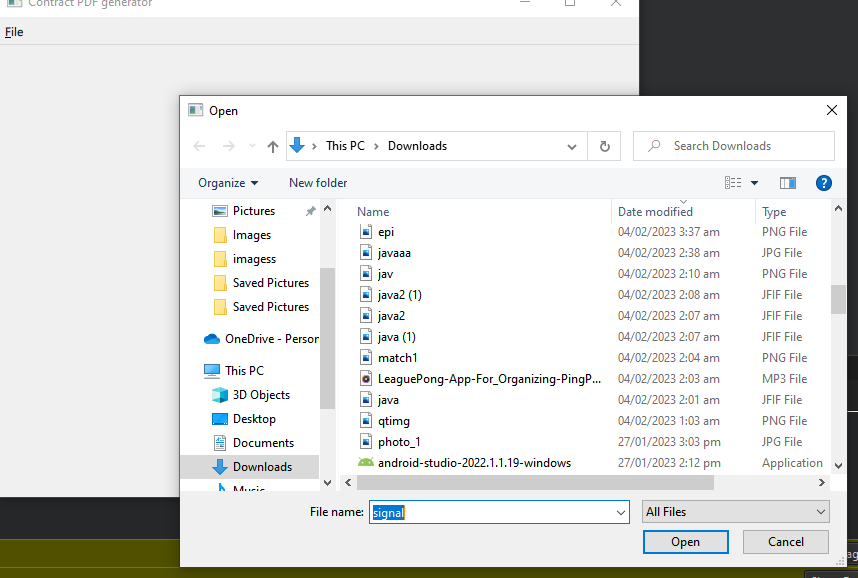 Contract PDF generator
File
Open
This PC > Downloads
Search Downloads
Organize
New folder
?
Pictures
Images
imagess
Saved Pictures
Saved Pictures
OneDrive - Person
This PC
3D Objects
Desktop
Documents
Downloads
Music
Name Date modified Type
epi 04/02/2023 3:37 am PNG File
javaaa 04/02/2023 2:38 am JPG File
jav 04/02/2023 2:10 am PNG File
java2 (1) 04/02/2023 2:08 am JFIF File
java2 04/02/2023 2:07 am JFIF File
java (1) 04/02/2023 2:07 am JFIF File
match1 04/02/2023 2:04 am PNG File
LeaguePong-App-For_Organizing-PingP... 04/02/2023 2:03 am MP3 File
java 04/02/2023 2:01 am JFIF File
qtimg 04/02/2023 1:03 am PNG File
photo_1 27/01/2023 3:03 pm JPG File
android-studio-2022.1.1.19-windows 27/01/2023 2:12 pm Application
File name: signal All Files
Open Cancel